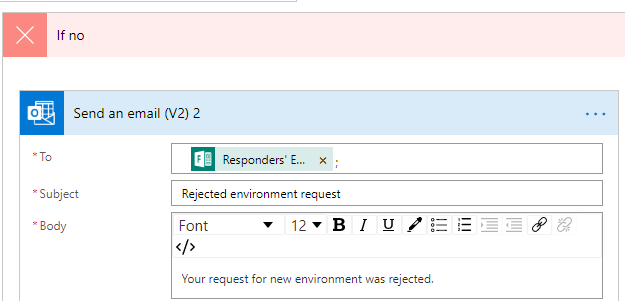 If no
Send an email (V2) 2
* To
Responders' E... × ;
* Subject
Rejected environment request
* Body
Font 12 B I U
</>
Your request for new environment was rejected.